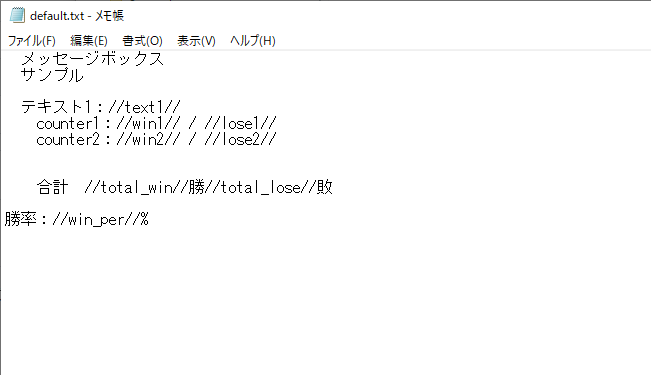 default.txt - メモ帳
ファイル(F) 編集(E) 書式(O) 表示(V) ヘルプ(H)
メッセージボックス
サンプル
テキスト1：//text1//
counter1：//win1// / //lose1//
counter2：//win2// / //lose2//
合計　//total_win//勝//total_lose//敗
勝率：//win_per//%